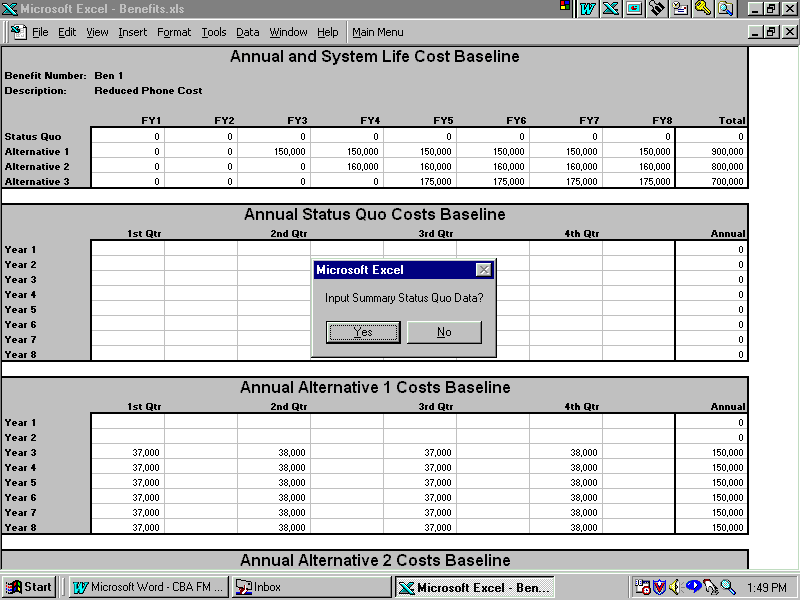 Microsoft Excel - Benefits.xls
File Edit View Insert Format Tools Data Window Help Main Menu
Annual and System Life Cost Baseline
Benefit Number: Ben 1
Description: Reduced Phone Cost
FY1 FY2 FY3 FY4 FY5 FY6 FY7 FY8 Total
Status Quo 0 0 0 0 0 0 0 0 0
Alternative 1 0 0 150,000 150,000 150,000 150,000 150,000 150,000 900,000
Alternative 2 0 0 0 160,000 160,000 160,000 160,000 160,000 800,000
Alternative 3 0 0 0 0 175,000 175,000 175,000 175,000 700,000
Annual Status Quo Costs Baseline
1st Qtr 2nd Qtr 3rd Qtr 4th Qtr Annual
Year 1 0
Year 2 0
Year 3 0
Year 4 0
Year 5 0
Year 6 0
Year 7 0
Year 8 0
Microsoft Excel
Input Summary Status Quo Data?
Yes No
Annual Alternative 1 Costs Baseline
1st Qtr 2nd Qtr 3rd Qtr 4th Qtr Annual
Year 1 0
Year 2 0
Year 3 37,000 38,000 37,000 38,000 150,000
Year 4 37,000 38,000 37,000 38,000 150,000
Year 5 37,000 38,000 37,000 38,000 150,000
Year 6 37,000 38,000 37,000 38,000 150,000
Year 7 37,000 38,000 37,000 38,000 150,000
Year 8 37,000 38,000 37,000 38,000 150,000
Annual Alternative 2 Costs Baseline
Start Microsoft Word - CBA FM ... Inbox Microsoft Excel - Ben... 1:49 PM